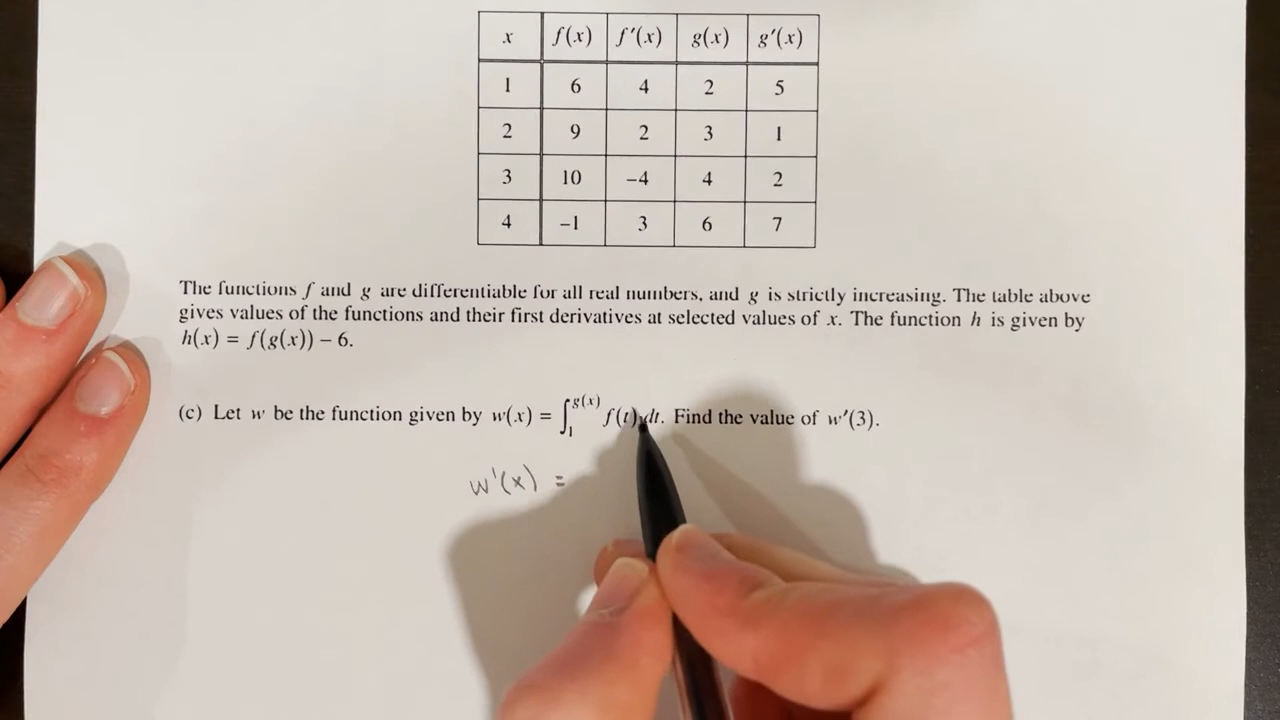 x f(x) f'(x) g(x) g'(x)
1 6 4 2 5
2 9 2 3 1
3 10 −4 4 2
4 −1 3 6 7
The functions f and g are differentiable for all real numbers, and g is strictly increasing. The table above
gives values of the functions and their first derivatives at selected values of x. The function h is given by
h(x) = f(g(x)) − 6.
(c) Let w be the function given by w(x) = ∫₁^g(x) f(t) dt. Find the value of w'(3).
w'(x) =